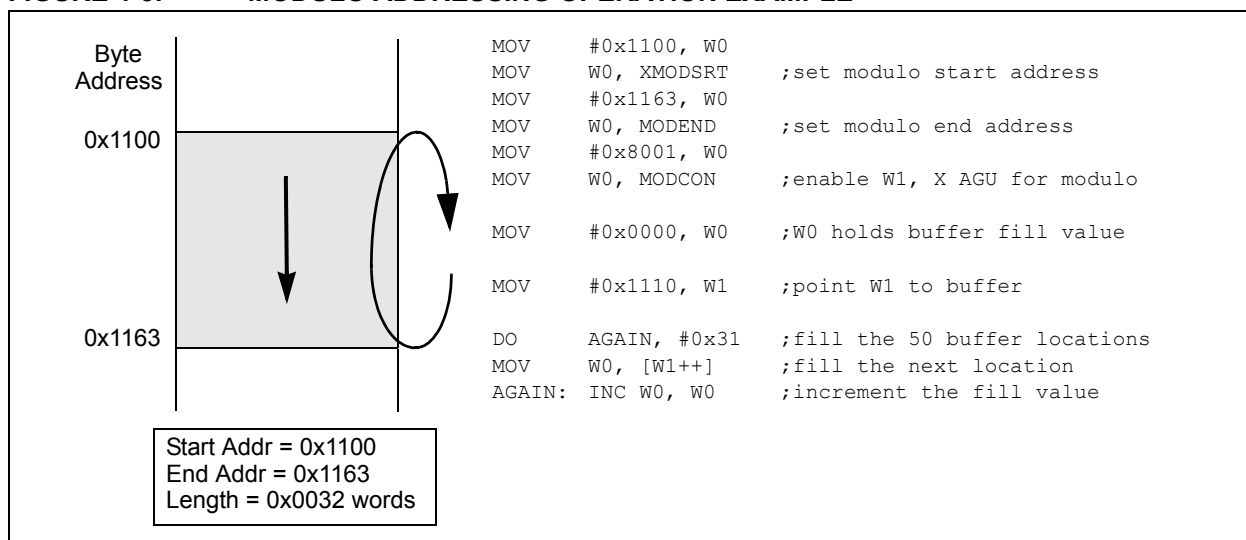 FIGURE MODULO ADDRESSING OPERATION EXAMPLE
Byte
Address
0x1100
0x1163
MOV #0x1100, W0
MOV W0, XMODSRT ;set modulo start address
MOV #0x1163, W0
MOV W0, MODEND ;set modulo end address
MOV #0x8001, W0
MOV W0, MODCON ;enable W1, X AGU for modulo
MOV #0x0000, W0 ;W0 holds buffer fill value
MOV #0x1110, W1 ;point W1 to buffer
DO AGAIN, #0x31 ;fill the 50 buffer locations
MOV W0, [W1++] ;fill the next location
AGAIN: INC W0, W0 ;increment the fill value
Start Addr = 0x1100
End Addr = 0x1163
Length = 0x0032 words